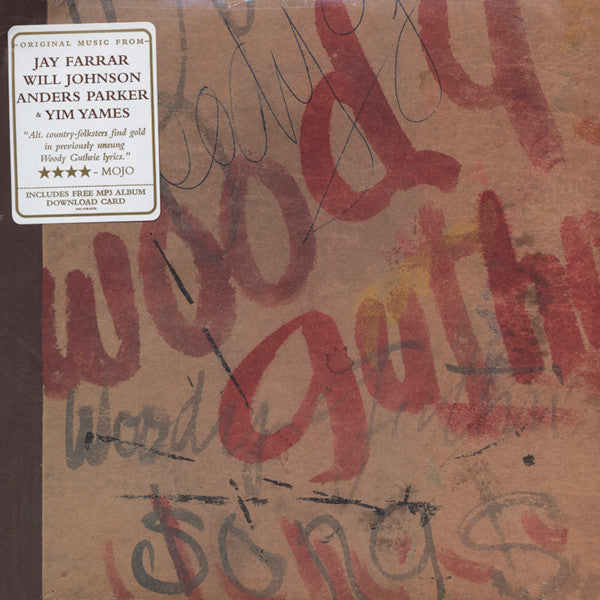 ORIGINAL MUSIC FROM
JAY FARRAR
WILL JOHNSON
ANDERS PARKER
& YIM YAMES
"Alt. country-folksters find gold
in previously unsung
Woody Guthrie lyrics."
★★★★ – MOJO
INCLUDES FREE MP3 ALBUM
DOWNLOAD CARD
woody
guthr
Woody Guthrie
songs